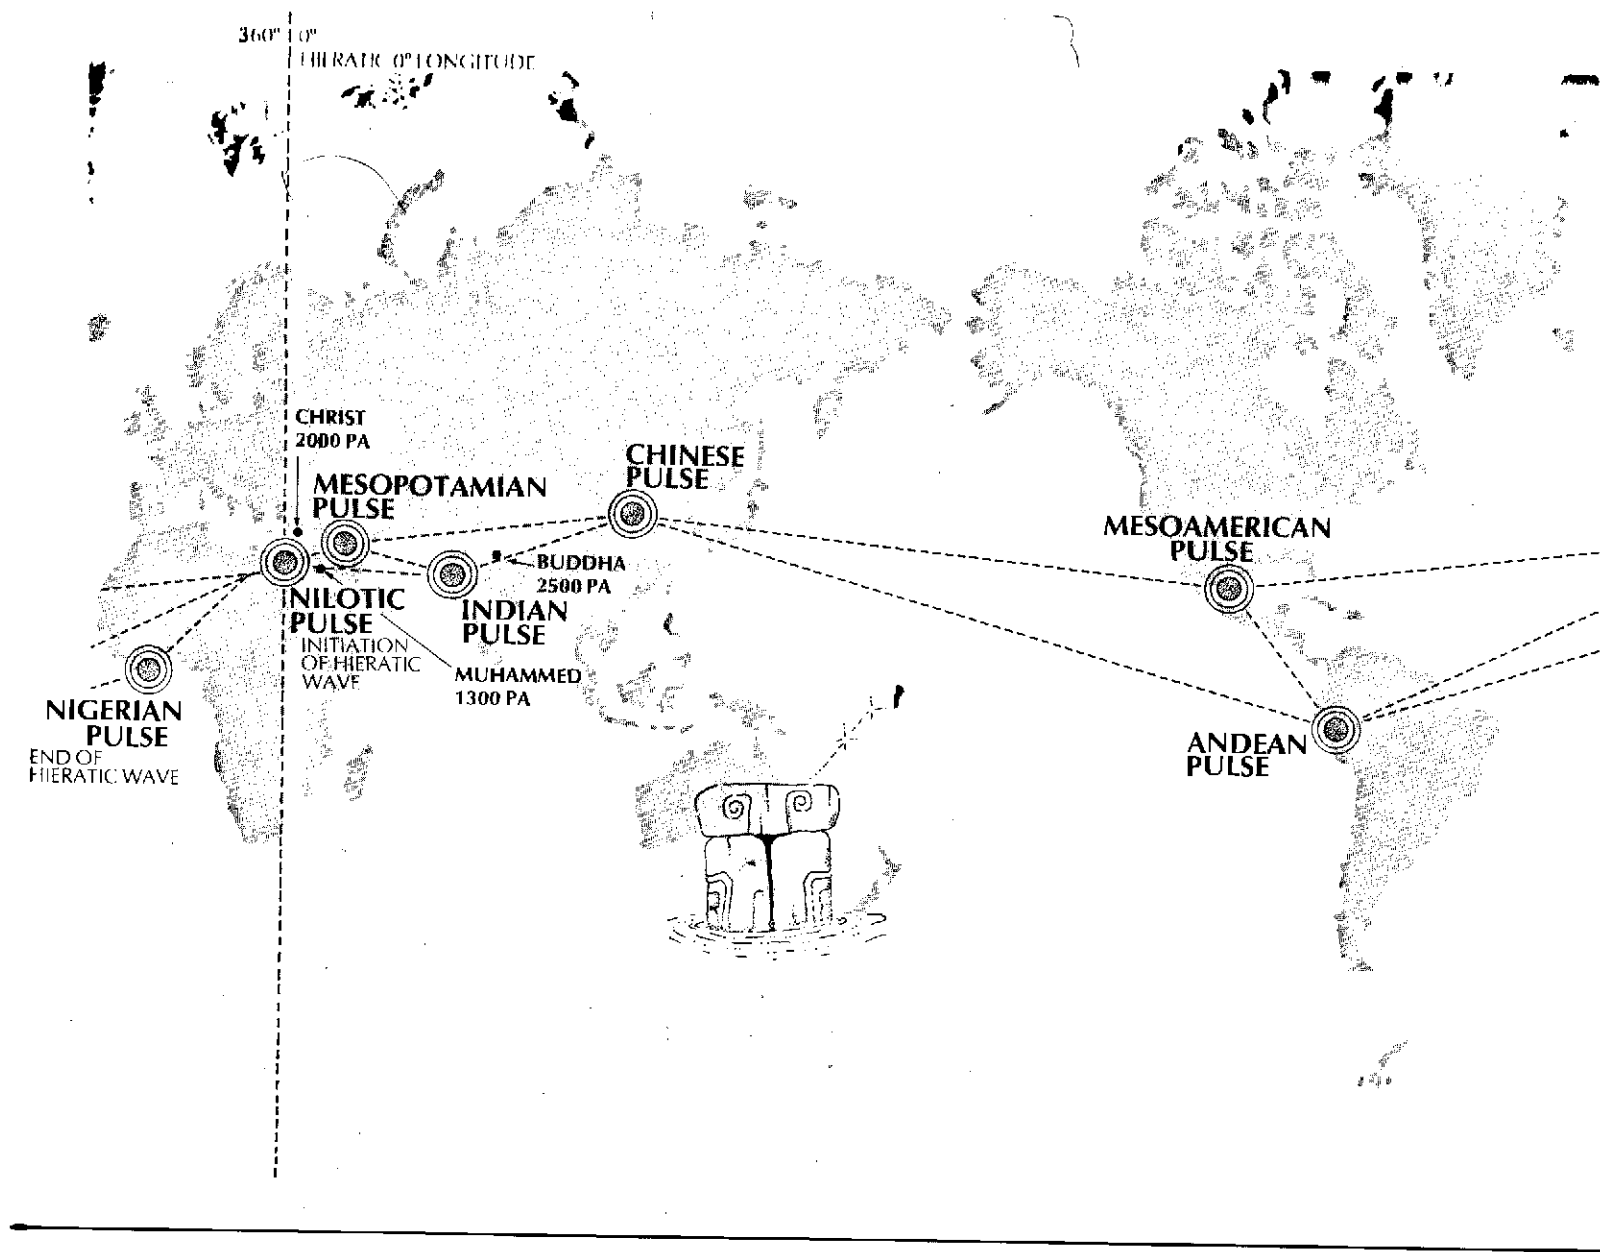 360° 0°
HIERATIC 0° LONGITUDE
CHRIST
2000 PA
MESOPOTAMIAN
PULSE
CHINESE
PULSE
MESOAMERICAN
PULSE
BUDDHA
2500 PA
NILOTIC
PULSE
INITIATION
OF HIERATIC
WAVE
INDIAN
PULSE
MUHAMMED
1300 PA
NIGERIAN
PULSE
END OF
HIERATIC WAVE
ANDEAN
PULSE